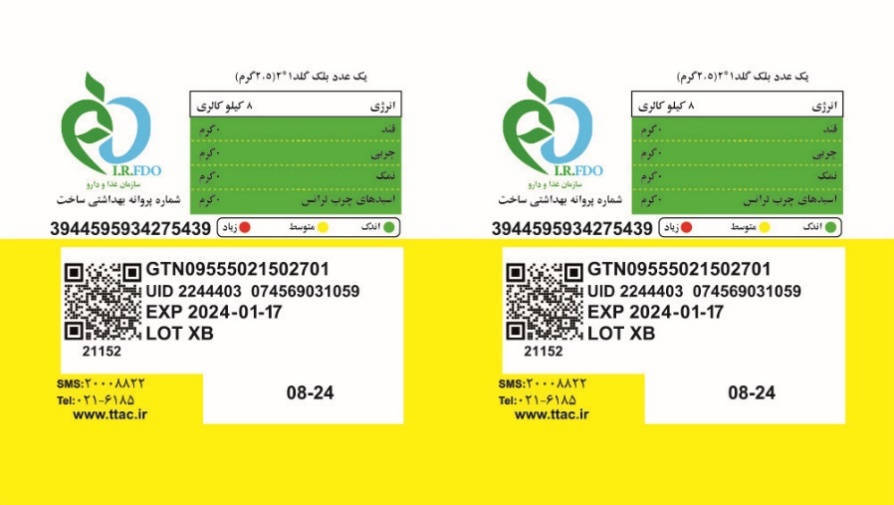 یک عدد بلک گلد۱*۲(۲.۵گرم)
انرژی ۸ کیلو کالری
قند ۰گرم
چربی ۰گرم
نمک ۰گرم
اسیدهای چرب ترانس ۰گرم
I.R.FDO
سازمان غذا و دارو
شماره پروانه بهداشتی ساخت
3944595934275439
اندک متوسط زیاد
GTN09555021502701
UID 2244403 074569031059
EXP 2024-01-17
LOT XB
21152
SMS:۲۰۰۰۸۸۲۲
Tel:۰۲۱-۶۱۸۵
www.ttac.ir
08-24
یک عدد بلک گلد۱*۲(۲.۵گرم)
انرژی ۸ کیلو کالری
قند ۰گرم
چربی ۰گرم
نمک ۰گرم
اسیدهای چرب ترانس ۰گرم
I.R.FDO
سازمان غذا و دارو
شماره پروانه بهداشتی ساخت
3944595934275439
اندک متوسط زیاد
GTN09555021502701
UID 2244403 074569031059
EXP 2024-01-17
LOT XB
21152
SMS:۲۰۰۰۸۸۲۲
Tel:۰۲۱-۶۱۸۵
www.ttac.ir
08-24